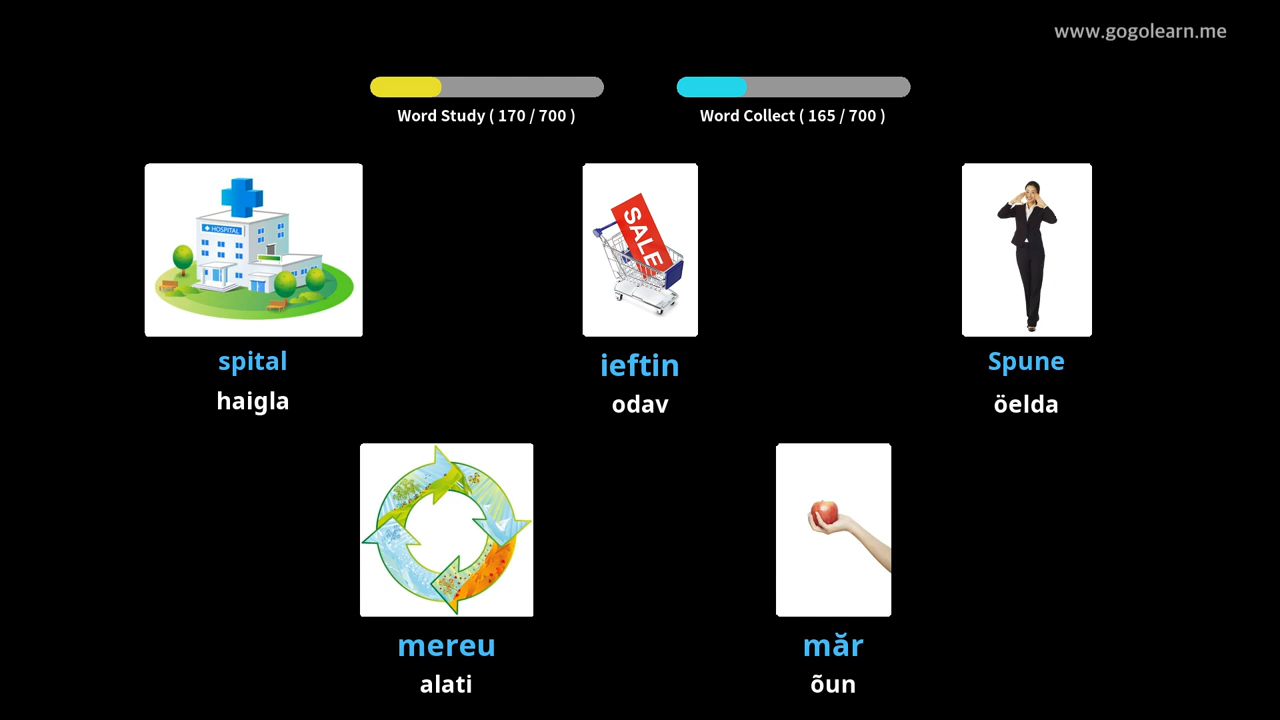 www.gogolearn.me
Word Study ( 170 / 700 )
Word Collect ( 165 / 700 )
HOSPITAL
SALE
spital
haigla
ieftin
odav
Spune
öelda
mereu
alati
măr
õun